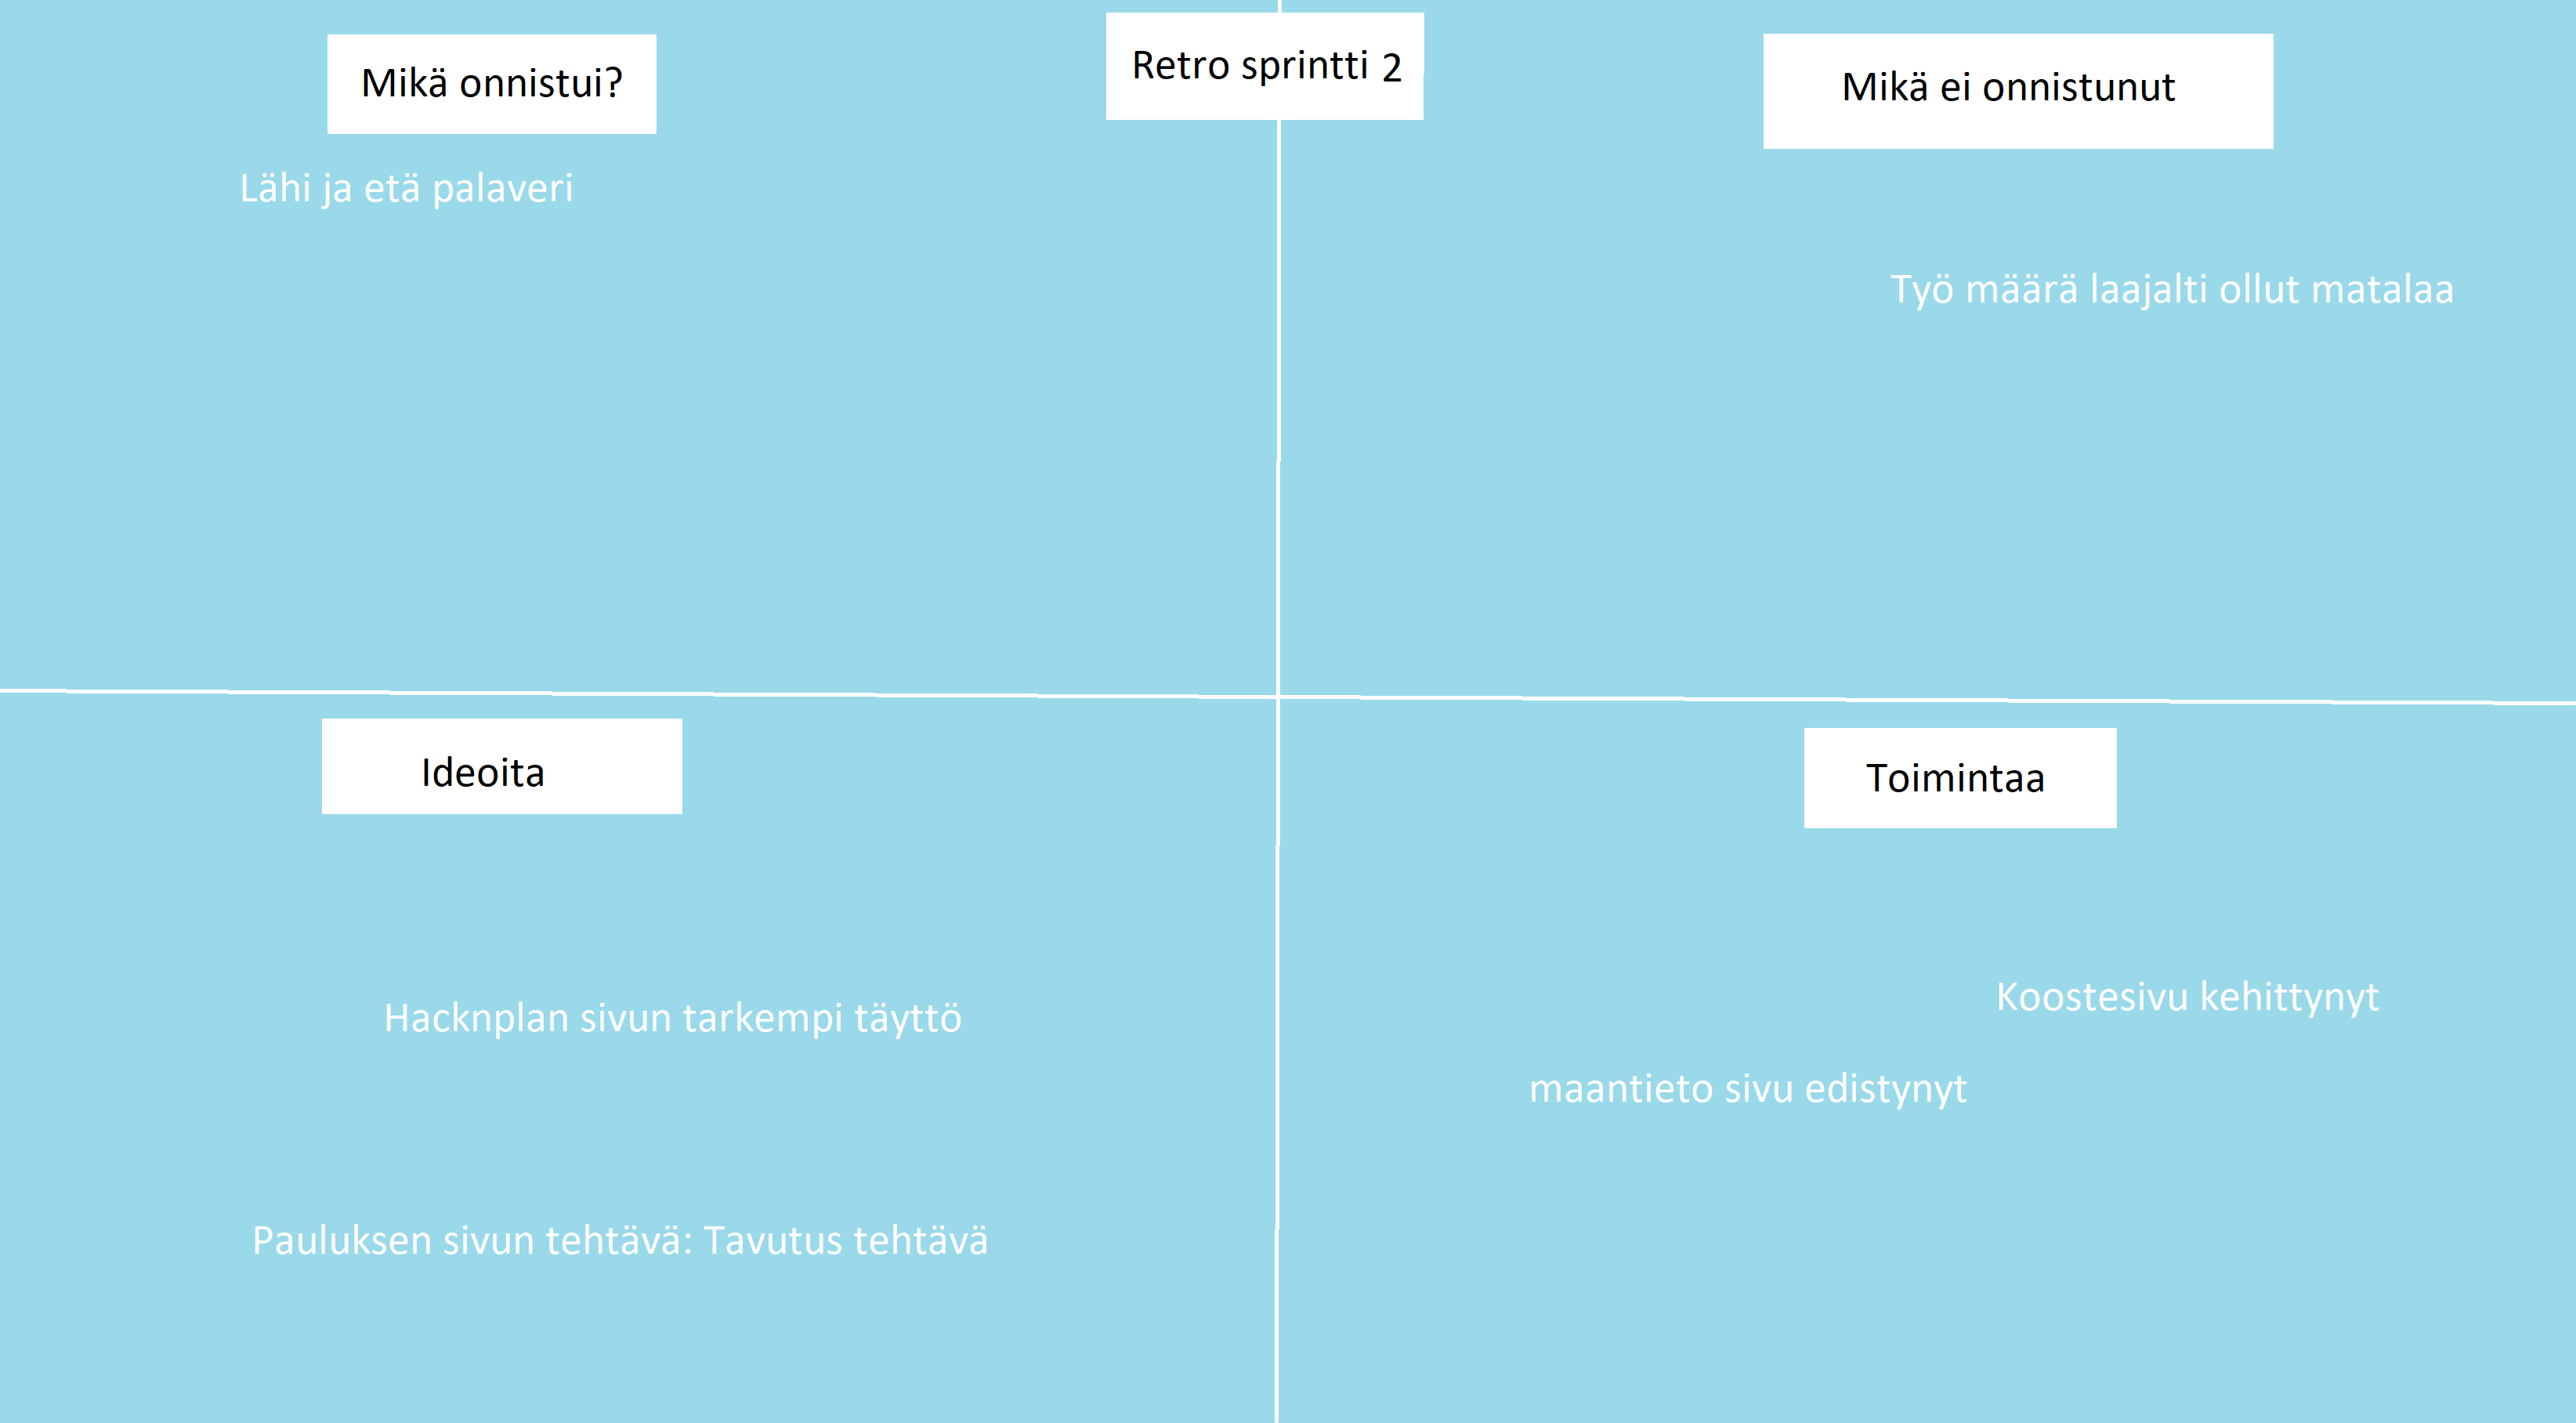 Retro sprintti 2
Mikä onnistui?
Lähi ja etä palaveri
Mikä ei onnistunut
Työ määrä laajalti ollut matalaa
Ideoita
Hacknplan sivun tarkempi täyttö
Pauluksen sivun tehtävä: Tavutus tehtävä
Toimintaa
Koostesivu kehittynyt
maantieto sivu edistynyt